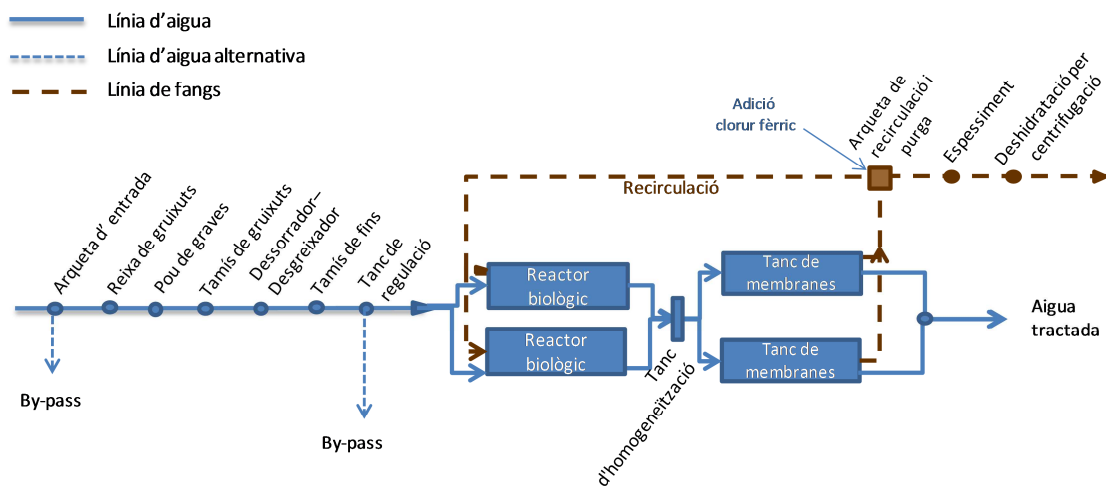 Línia d'aigua
Línia d'aigua alternativa
Línia de fangs
Arqueta d' entrada
Reixa de gruixuts
Pou de graves
Tamís de gruixuts
Dessorrador–
Desgreixador
Tamís de fins
Tanc de
regulació
By-pass
By-pass
Recirculació
Adició
clorur fèrric
Arqueta de
recirculació i
purga
Espessiment
Deshidratació per
centrifugació
Reactor
biològic
Reactor
biològic
Tanc
d'homogeneïtzació
Tanc de
membranes
Tanc de
membranes
Aigua
tractada